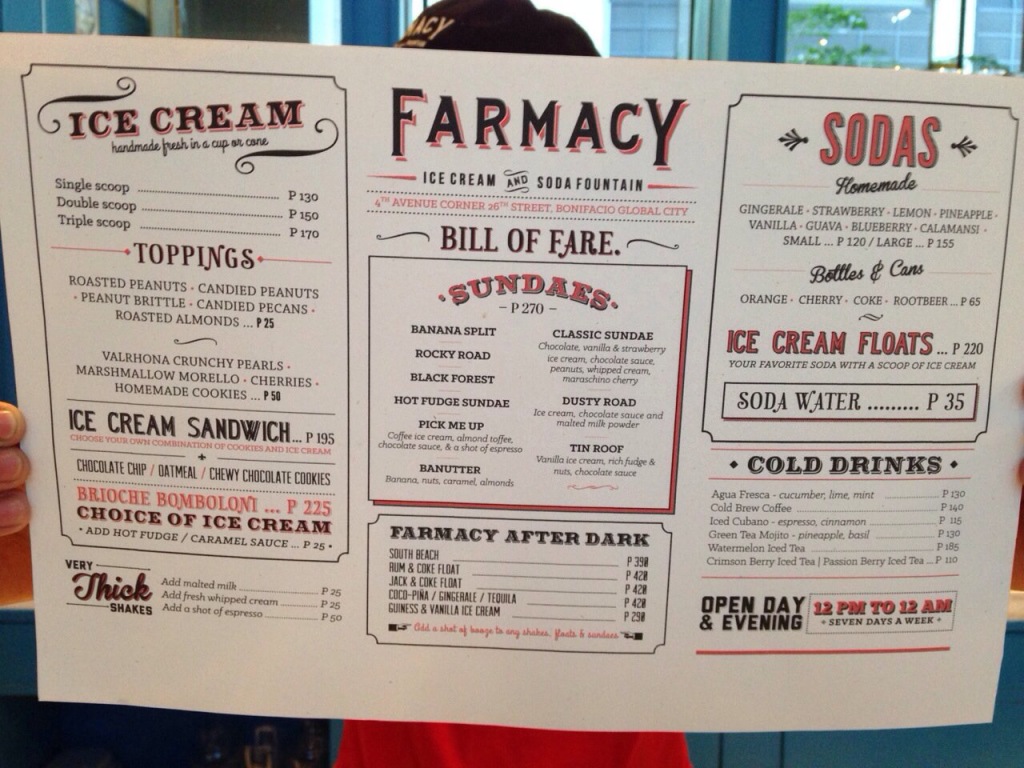 ACY
ICE CREAM
handmade fresh in a cup or cone
Single scoop ........ P 130
Double scoop ........ P 150
Triple scoop ........ P 170
TOPPINGS
ROASTED PEANUTS · CANDIED PEANUTS
· PEANUT BRITTLE · CANDIED PECANS ·
ROASTED ALMONDS ... P 25
VALRHONA CRUNCHY PEARLS ·
MARSHMALLOW MORELLO · CHERRIES ·
HOMEMADE COOKIES ... P 50
ICE CREAM SANDWICH... P 195
CHOOSE YOUR OWN COMBINATION OF COOKIES AND ICE CREAM
+
CHOCOLATE CHIP / OATMEAL / CHEWY CHOCOLATE COOKIES
BRIOCHE BOMBOLONI ... P 225
CHOICE OF ICE CREAM
· ADD HOT FUDGE / CARAMEL SAUCE ... P 25 ·
VERY
Thick
SHAKES
Add malted milk ........ P 25
Add fresh whipped cream ........ P 25
Add a shot of espresso ........ P 50
FARMACY
ICE CREAM AND SODA FOUNTAIN
4TH AVENUE CORNER 26TH STREET, BONIFACIO GLOBAL CITY
BILL OF FARE.
·SUNDAES·
– P 270 –
BANANA SPLIT
ROCKY ROAD
BLACK FOREST
HOT FUDGE SUNDAE
PICK ME UP
Coffee ice cream, almond toffee,
chocolate sauce, & a shot of espresso
BANUTTER
Banana, nuts, caramel, almonds
CLASSIC SUNDAE
Chocolate, vanilla & strawberry
ice cream, chocolate sauce,
peanuts, whipped cream,
maraschino cherry
DUSTY ROAD
Ice cream, chocolate sauce and
malted milk powder
TIN ROOF
Vanilla ice cream, rich fudge &
nuts, chocolate sauce
FARMACY AFTER DARK
SOUTH BEACH P 390
RUM & COKE FLOAT P 420
JACK & COKE FLOAT P 420
COCO-PIÑA / GINGERALE / TEQUILA P 420
GUINESS & VANILLA ICE CREAM P 290
Add a shot of booze to any shakes, floats & sundaes
SODAS
Homemade
GINGERALE · STRAWBERRY · LEMON · PINEAPPLE ·
VANILLA · GUAVA · BLUEBERRY · CALAMANSI ·
SMALL ... P 120 / LARGE ... P 155
Bottles & Cans
ORANGE · CHERRY · COKE · ROOTBEER ... P 65
ICE CREAM FLOATS ... P 220
YOUR FAVORITE SODA WITH A SCOOP OF ICE CREAM
SODA WATER ......... P 35
· COLD DRINKS ·
Agua Fresca - cucumber, lime, mint ........ P 130
Cold Brew Coffee ........ P 140
Iced Cubano - espresso, cinnamon ........ P 115
Green Tea Mojito - pineapple, basil ........ P 130
Watermelon Iced Tea ........ P 185
Crimson Berry Iced Tea | Passion Berry Iced Tea ... P 110
OPEN DAY
& EVENING
12 PM TO 12 AM
· SEVEN DAYS A WEEK ·